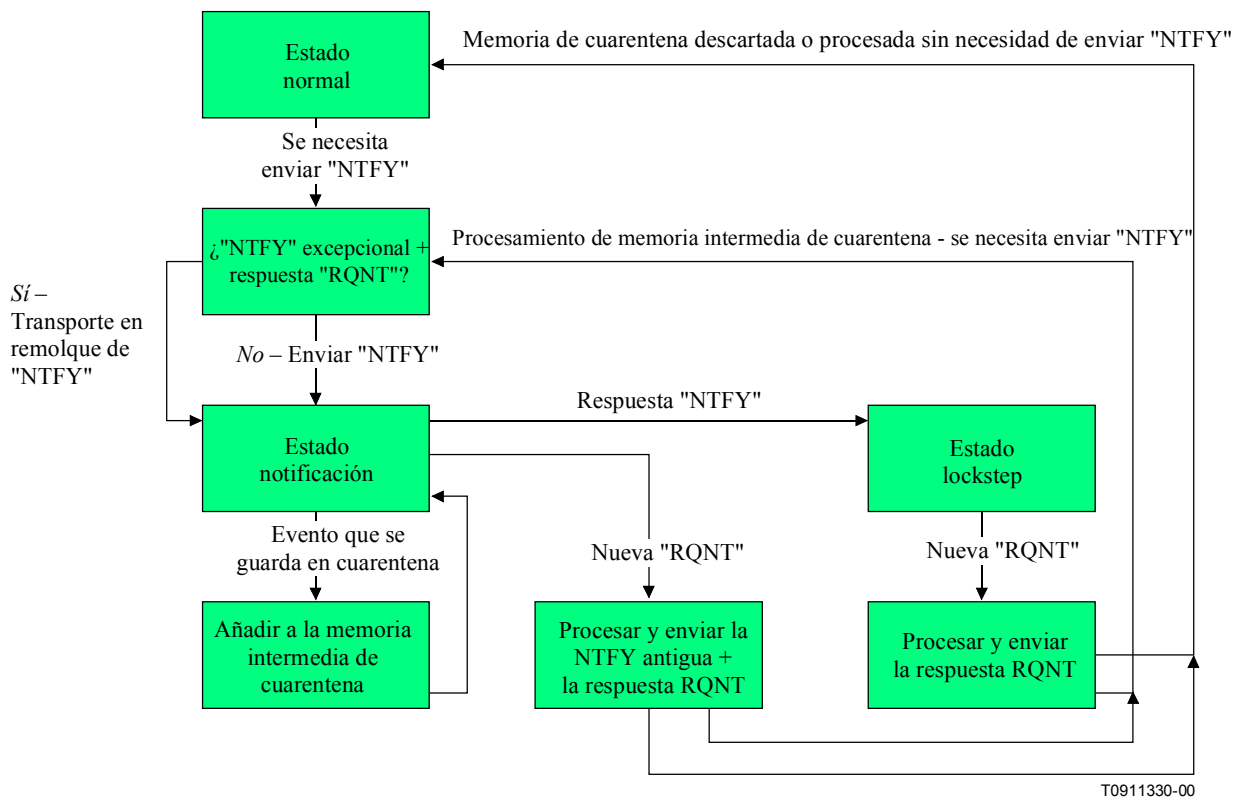 Estado
normal
Memoria de cuarentena descartada o procesada sin necesidad de enviar "NTFY"
Se necesita
enviar "NTFY"
¿"NTFY" excepcional +
respuesta "RQNT"?
Procesamiento de memoria intermedia de cuarentena - se necesita enviar "NTFY"
Sí –
Transporte en
remolque de
"NTFY"
No – Enviar "NTFY"
Estado
notificación
Respuesta "NTFY"
Estado
lockstep
Evento que se
guarda en cuarentena
Nueva "RQNT"
Nueva "RQNT"
Añadir a la memoria
intermedia de
cuarentena
Procesar y enviar la
NTFY antigua +
la respuesta RQNT
Procesar y enviar
la respuesta RQNT
T0911330-00